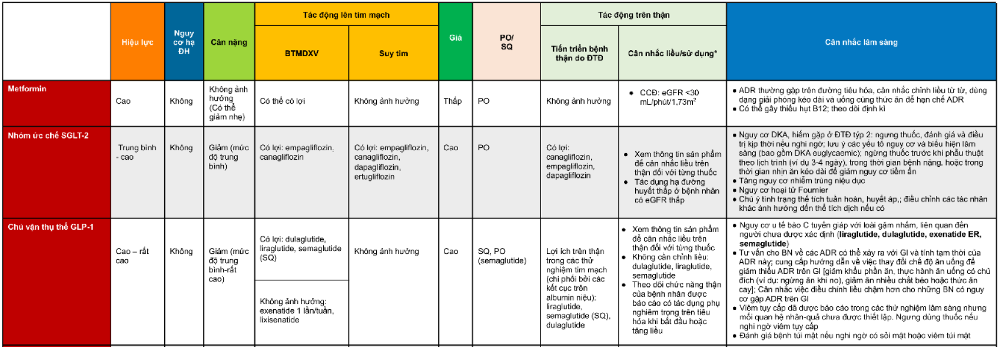 Tác động lên tim mạch
Tác động trên thận
Hiệu lực
Nguy
cơ hạ
ĐH
Cân nặng
BTMDXV
Suy tim
Giá
PO/
SQ
Tiến triển bệnh
thận do ĐTĐ
Cân nhắc liều/sử dụng*
Cân nhắc lâm sàng
Metformin
Cao
Không
Không ảnh
hưởng
(Có thể
giảm nhẹ)
Có thể có lợi
Không ảnh hưởng
Thấp
PO
Không ảnh hưởng
● CCĐ: eGFR <30
mL/phút/1,73m²
● ADR thường gặp trên đường tiêu hóa, cân nhắc chỉnh liều từ từ, dùng
dạng giải phóng kéo dài và uống cùng thức ăn để hạn chế ADR
● Có thể gây thiếu hụt B12; theo dõi định kì
Nhóm ức chế SGLT-2
Trung bình
- cao
Không
Giảm (mức
độ trung
bình)
Có lợi: empagliflozin,
canagliflozin
Có lợi: empagliflozin,
canagliflozin,
dapagliflozin,
ertugliflozin
Cao
PO
Có lợi:
canagliflozin,
empagliflozin,
dapagliflozin
● Xem thông tin sản phẩm
để cân nhắc liều trên
thận đối với từng thuốc
● Tác dụng hạ đường
huyết thấp ở bệnh nhân
có eGFR thấp
● Nguy cơ DKA, hiếm gặp ở ĐTĐ týp 2: ngưng thuốc, đánh giá và điều
trị kịp thời nếu nghi ngờ; lưu ý các yếu tố nguy cơ và biểu hiện lâm
sàng (bao gồm DKA euglycaemic); ngừng thuốc trước khi phẫu thuật
theo lịch trình (ví dụ 3-4 ngày), trong thời gian bệnh nặng, hoặc trong
thời gian nhịn ăn kéo dài để giảm nguy cơ tiềm ẩn
● Tăng nguy cơ nhiễm trùng niệu dục
● Nguy cơ hoại tử Fournier
● Chú ý tình trạng thể tích tuần hoàn, huyết áp,; điều chỉnh các tác nhân
khác ảnh hưởng đến thể tích dịch nếu có
Chủ vận thụ thể GLP-1
Cao – rất
cao
Không
Giảm (mức
độ trung
bình-rất
cao)
Có lợi: dulaglutide,
liraglutide, semaglutide
(SQ)
Không ảnh hưởng:
exenatide 1 lần/tuần,
lixisenatide
Không ảnh hưởng
Cao
SQ, PO
(semaglutide)
Lợi ích trên thận
trong các thử
nghiệm tim mạch
(chi phối bởi các
kết cục trên
albumin niệu):
liraglutide,
semaglutide (SQ),
dulaglutide
● Xem thông tin sản phẩm
để cân nhắc liều trên
thận đối với từng thuốc
● Không cần chỉnh liều:
dulaglutide, liraglutide,
semaglutide
● Theo dõi chức năng thận
của bệnh nhân được
báo cáo có tác dụng phụ
nghiêm trọng trên tiêu
hóa khi bắt đầu hoặc
tăng liều
● Nguy cơ u tế bào C tuyến giáp với loài gặm nhấm, liên quan đến
người chưa được xác định (liraglutide, dulaglutide, exenatide ER,
semaglutide)
● Tư vấn cho BN về các ADR có thể xảy ra với GI và tính tạm thời của
ADR này; cung cấp hướng dẫn về việc thay đổi chế độ ăn uống để
giảm thiểu ADR trên GI [giảm khẩu phần ăn, thực hành ăn uống có chủ
đích (ví dụ: ngừng ăn khi no), giảm ăn nhiều chất béo hoặc thức ăn
cay]; Cân nhắc việc điều chỉnh liều chậm hơn cho những BN có nguy
cơ gặp ADR trên GI
● Viêm tụy cấp đã được báo cáo trong các thử nghiệm lâm sàng nhưng
mối quan hệ nhân-quả chưa được thiết lập. Ngưng dùng thuốc nếu
nghi ngờ viêm tụy cấp
● Đánh giá bệnh túi mật nếu nghi ngờ có sỏi mật hoặc viêm túi mật